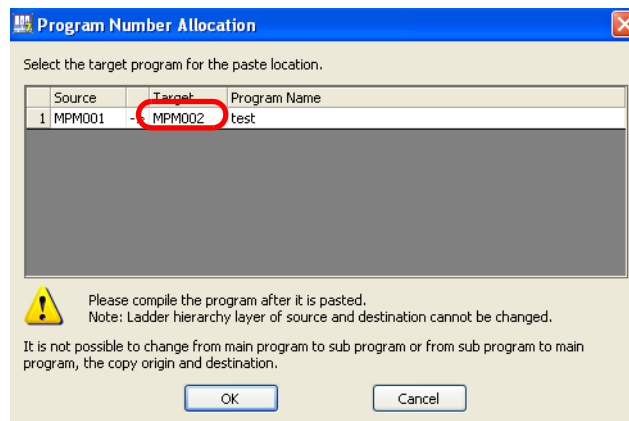 Program Number Allocation
Select the target program for the paste location.
Source Target Program Name
1 MPM001 -> MPM002 test
Please compile the program after it is pasted.
Note: Ladder hierarchy layer of source and destination cannot be changed.
It is not possible to change from main program to sub program or from sub program to main
program, the copy origin and destination.
OK Cancel